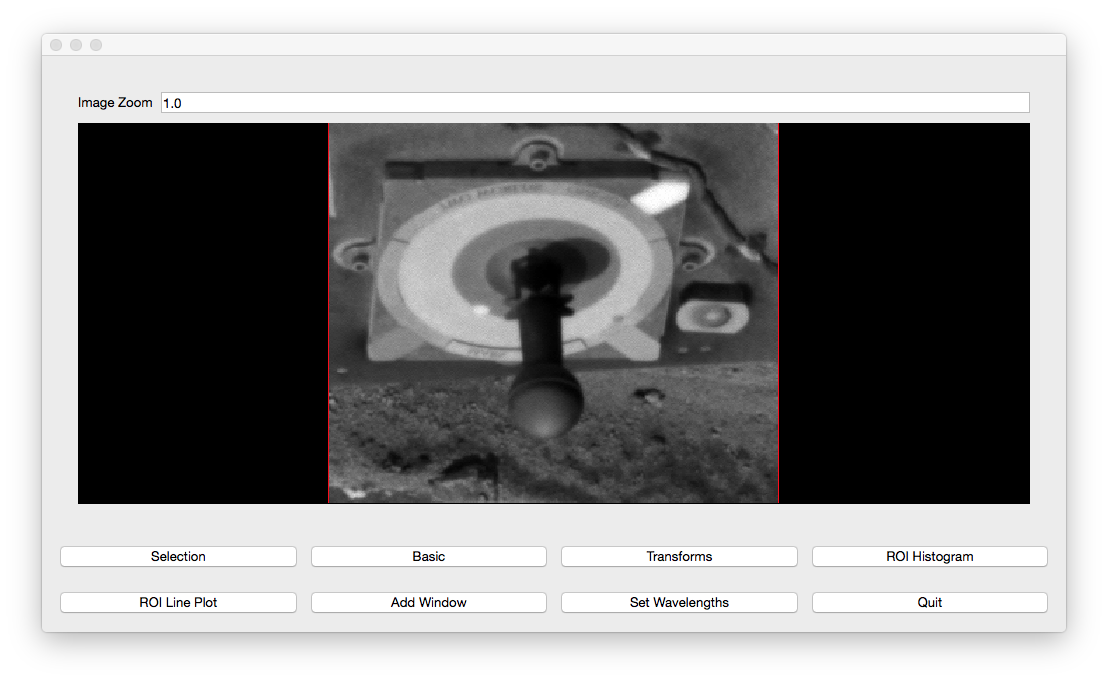 Image Zoom 1.0
Selection Basic Transforms ROI Histogram
ROI Line Plot Add Window Set Wavelengths Quit